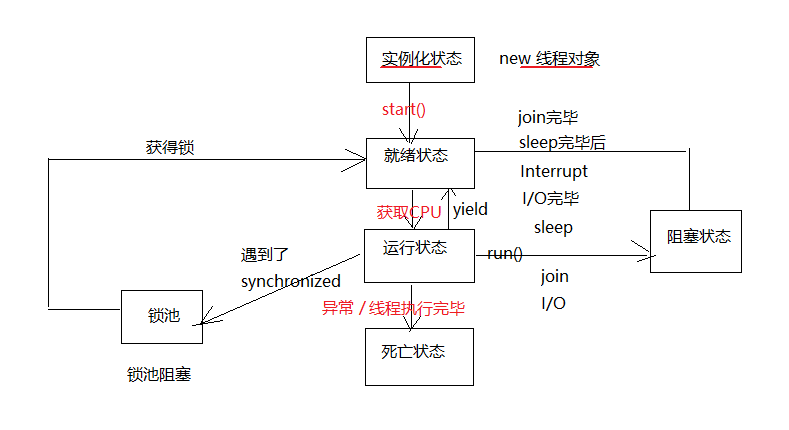 实例化状态
new 线程对象
start()
join完毕
获得锁
就绪状态
sleep完毕后
Interrupt
I/O完毕
获取CPU
yield
sleep
阻塞状态
遇到了
synchronized
运行状态
run()
join
I/O
异常 / 线程执行完毕
锁池
死亡状态
锁池阻塞